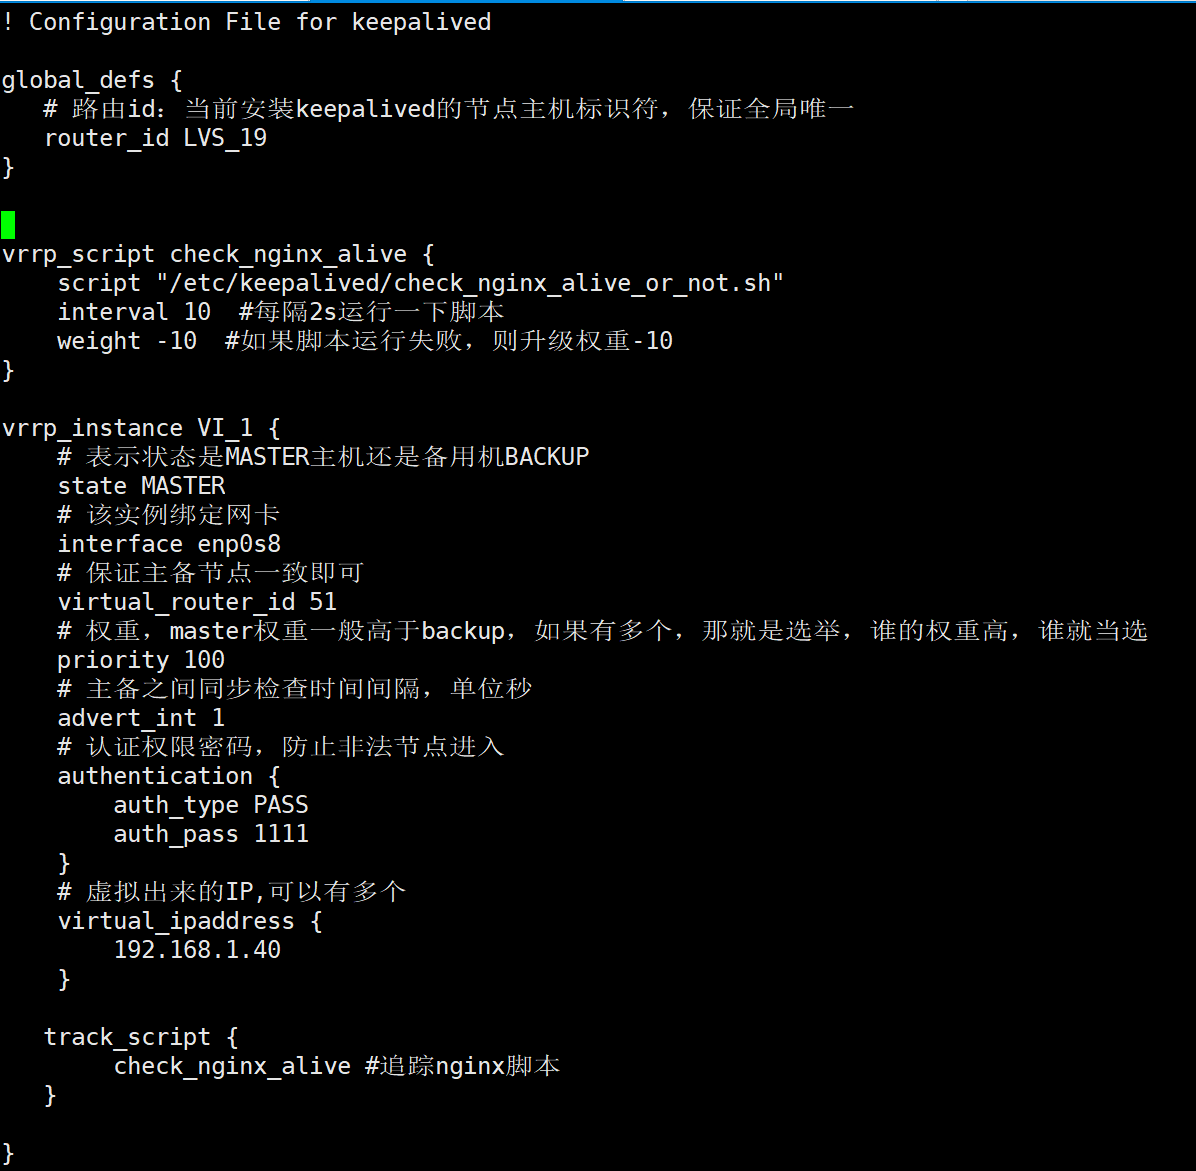 ! Configuration File for keepalived
global_defs {
# 路由id：当前安装keepalived的节点主机标识符，保证全局唯一
router_id LVS_19
}
vrrp_script check_nginx_alive {
script "/etc/keepalived/check_nginx_alive_or_not.sh"
interval 10  #每隔2s运行一下脚本
weight -10  #如果脚本运行失败，则升级权重-10
}
vrrp_instance VI_1 {
# 表示状态是MASTER主机还是备用机BACKUP
state MASTER
# 该实例绑定网卡
interface enp0s8
# 保证主备节点一致即可
virtual_router_id 51
# 权重，master权重一般高于backup，如果有多个，那就是选举，谁的权重高，谁就当选
priority 100
# 主备之间同步检查时间间隔，单位秒
advert_int 1
# 认证权限密码，防止非法节点进入
authentication {
auth_type PASS
auth_pass 1111
}
# 虚拟出来的IP,可以有多个
virtual_ipaddress {
192.168.1.40
}
track_script {
check_nginx_alive #追踪nginx脚本
}
}